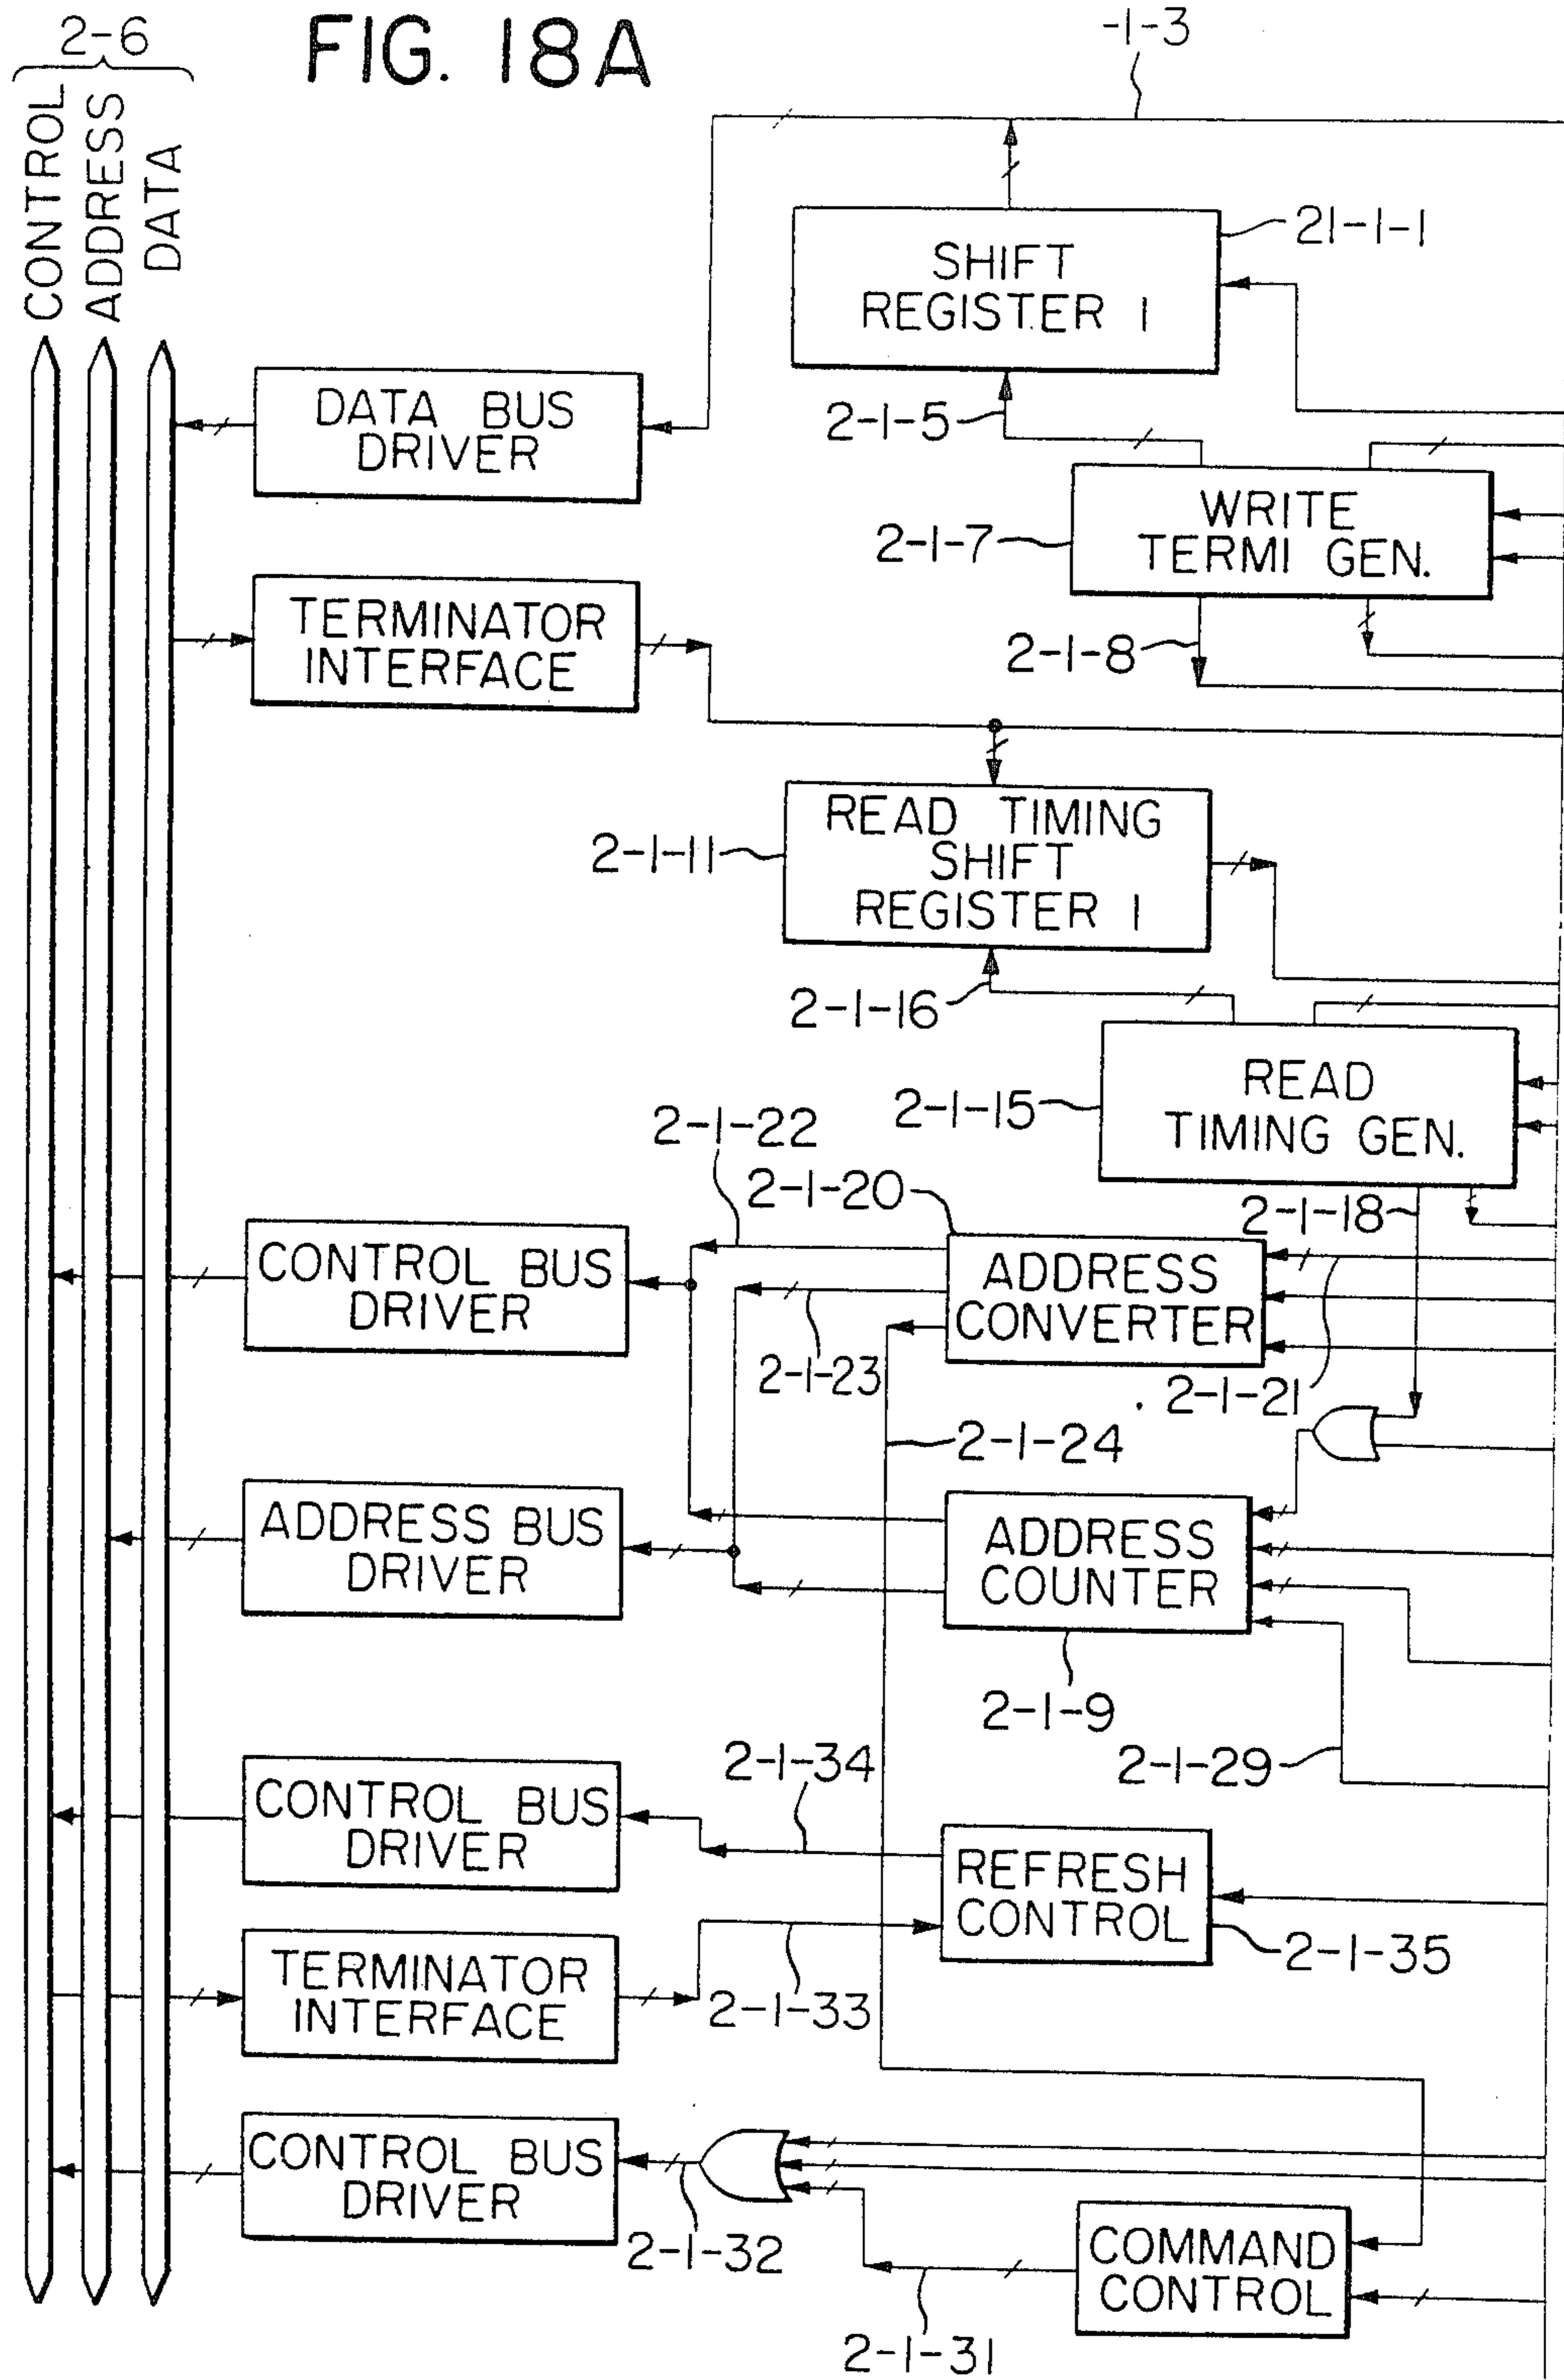 2-6
FIG. 18A
-1-3
CONTROL
ADDRESS
DATA
21-1-1
SHIFT
REGISTER 1
DATA BUS
DRIVER
2-1-5
WRITE
TERMI GEN.
2-1-7
TERMINATOR
INTERFACE
2-1-8
READ TIMING
SHIFT
REGISTER 1
2-1-11
2-1-16
READ
TIMING GEN.
2-1-15
2-1-22
2-1-20
2-1-18
CONTROL BUS
DRIVER
ADDRESS
CONVERTER
2-1-23
2-1-21
2-1-24
ADDRESS BUS
DRIVER
ADDRESS
COUNTER
2-1-9
2-1-29
2-1-34
CONTROL BUS
DRIVER
REFRESH
CONTROL
2-1-35
TERMINATOR
INTERFACE
2-1-33
CONTROL BUS
DRIVER
2-1-32
COMMAND
CONTROL
2-1-31